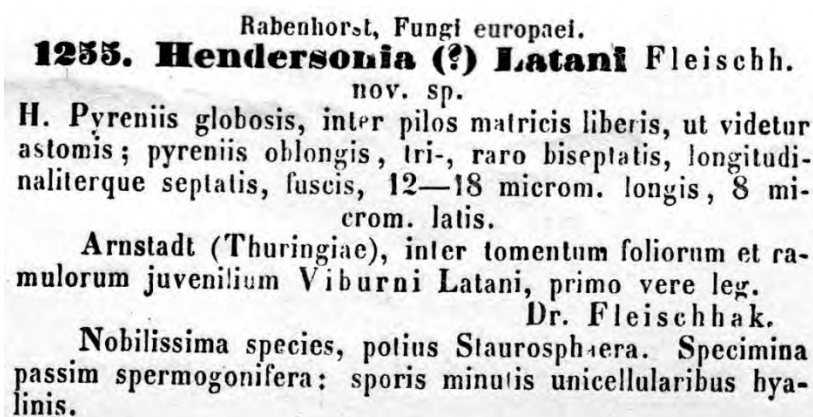 Rabenhorst, Fungi europaei.
1255. Hendersonia (?) Latani Fleischh.
nov. sp.
H. Pyreniis globosis, inter pilos matricis liberis, ut videtur
astomis; pyreniis oblongis, tri-, raro biseptatis, longitudi-
naliterque septatis, fuscis, 12—18 microm. longis, 8 mi-
crom. latis.
Arnstadt (Thuringiae), inter tomentum foliorum et ra-
mulorum juvenilium Viburni Latani, primo vere leg.
Dr. Fleischhak.
Nobilissima species, potius Staurosphaera. Specimina
passim spermogonifera: sporis minutis unicellularibus hya-
linis.